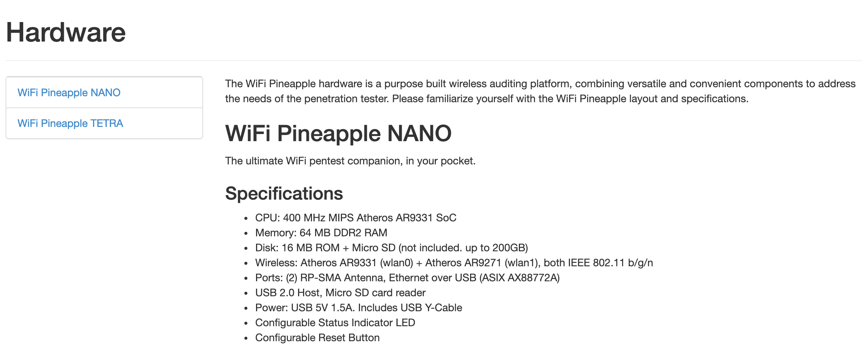 Hardware
WiFi Pineapple NANO
WiFi Pineapple TETRA
The WiFi Pineapple hardware is a purpose built wireless auditing platform, combining versatile and convenient components to address
the needs of the penetration tester. Please familiarize yourself with the WiFi Pineapple layout and specifications.
WiFi Pineapple NANO
The ultimate WiFi pentest companion, in your pocket.
Specifications
• CPU: 400 MHz MIPS Atheros AR9331 SoC
• Memory: 64 MB DDR2 RAM
• Disk: 16 MB ROM + Micro SD (not included. up to 200GB)
• Wireless: Atheros AR9331 (wlan0) + Atheros AR9271 (wlan1), both IEEE 802.11 b/g/n
• Ports: (2) RP-SMA Antenna, Ethernet over USB (ASIX AX88772A)
• USB 2.0 Host, Micro SD card reader
• Power: USB 5V 1.5A. Includes USB Y-Cable
• Configurable Status Indicator LED
• Configurable Reset Button